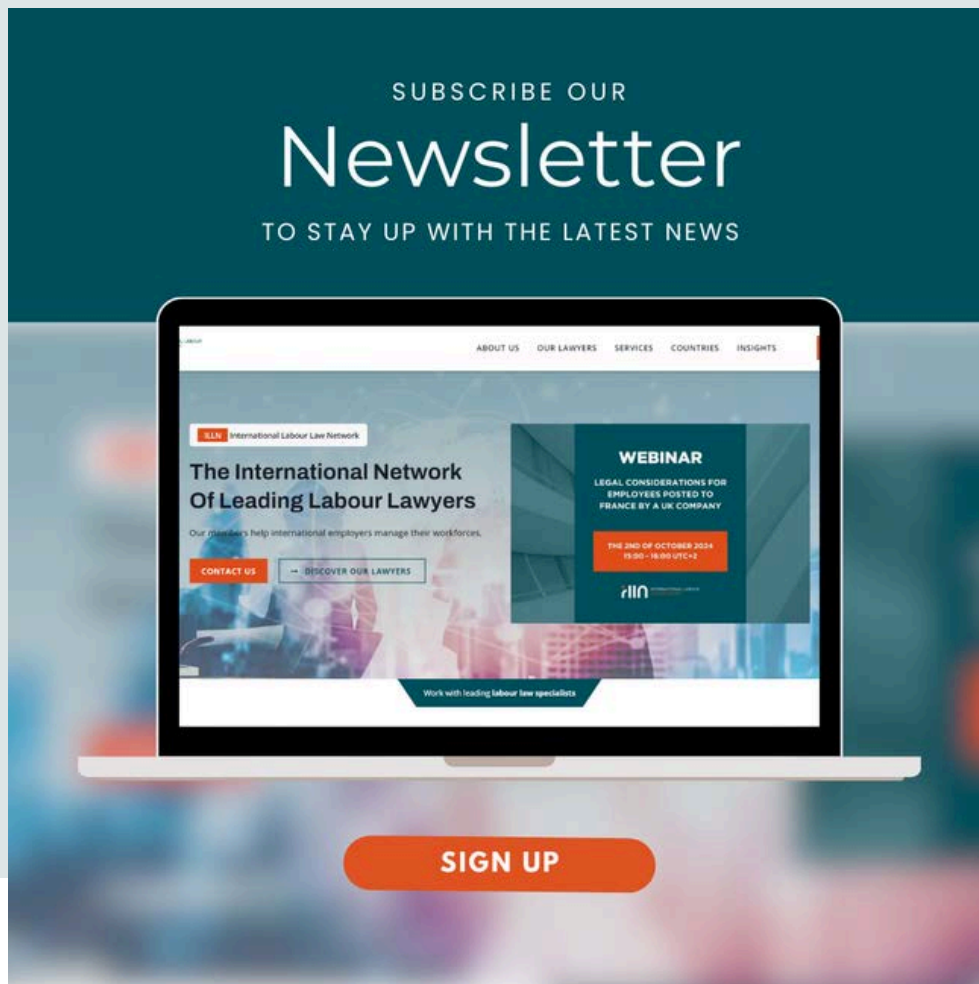 SUBSCRIBE OUR
Newsletter
TO STAY UP WITH THE LATEST NEWS
ABOUT US OUR LAWYERS SERVICES COUNTRIES INSIGHTS
ILLN International Labour Law Network
The International Network
Of Leading Labour Lawyers
Our members help international employers manage their workforces.
CONTACT US → DISCOVER OUR LAWYERS
WEBINAR
LEGAL CONSIDERATIONS FOR
EMPLOYEES POSTED TO
FRANCE BY A UK COMPANY
THE 2ND OF OCTOBER 2024
Work with leading labour law specialists
SIGN UP